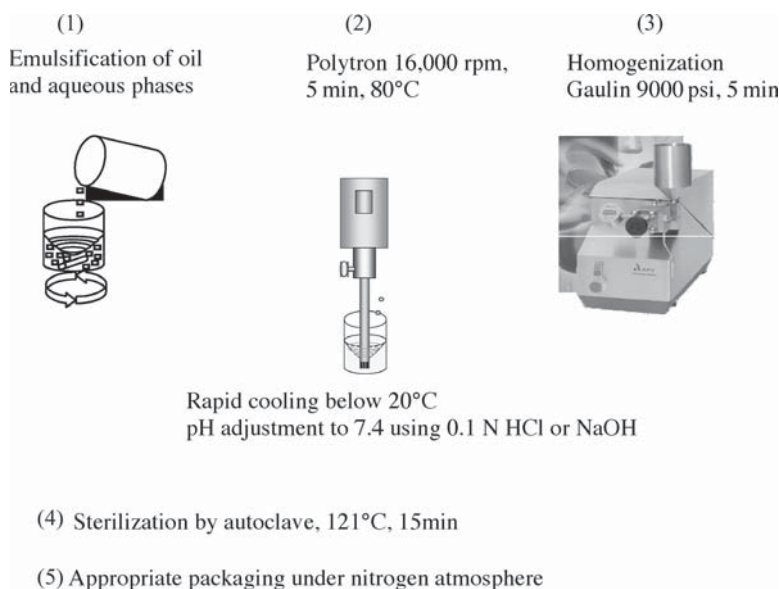 (1)
Emulsification of oil
and aqueous phases
(2)
Polytron 16,000 rpm,
5 min, 80°C
(3)
Homogenization
Gaulin 9000 psi, 5 min
Rapid cooling below 20°C
pH adjustment to 7.4 using 0.1 N HCl or NaOH
(4) Sterilization by autoclave, 121°C, 15min
(5) Appropriate packaging under nitrogen atmosphere